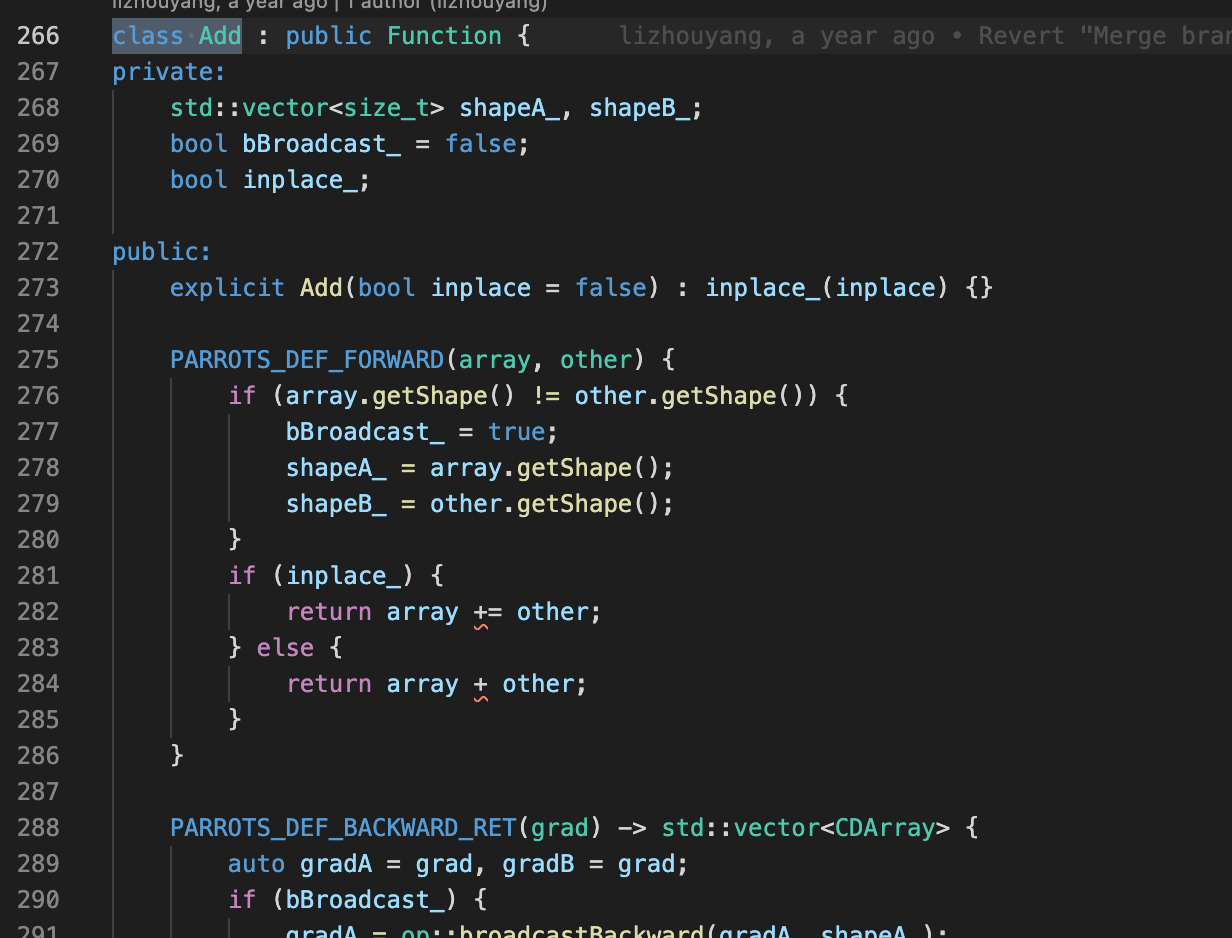 lizhouyang, a year ago | 1 author (lizhouyang)
266 class Add : public Function { lizhouyang, a year ago • Revert "Merge bran
267 private:
268 std::vector<size_t> shapeA_, shapeB_;
269 bool bBroadcast_ = false;
270 bool inplace_;
271
272 public:
273 explicit Add(bool inplace = false) : inplace_(inplace) {}
274
275 PARROTS_DEF_FORWARD(array, other) {
276 if (array.getShape() != other.getShape()) {
277 bBroadcast_ = true;
278 shapeA_ = array.getShape();
279 shapeB_ = other.getShape();
280 }
281 if (inplace_) {
282 return array += other;
283 } else {
284 return array + other;
285 }
286 }
287
288 PARROTS_DEF_BACKWARD_RET(grad) -> std::vector<CDArray> {
289 auto gradA = grad, gradB = grad;
290 if (bBroadcast_) {
291 gradA = op::broadcastBackward(gradA, shapeA_);